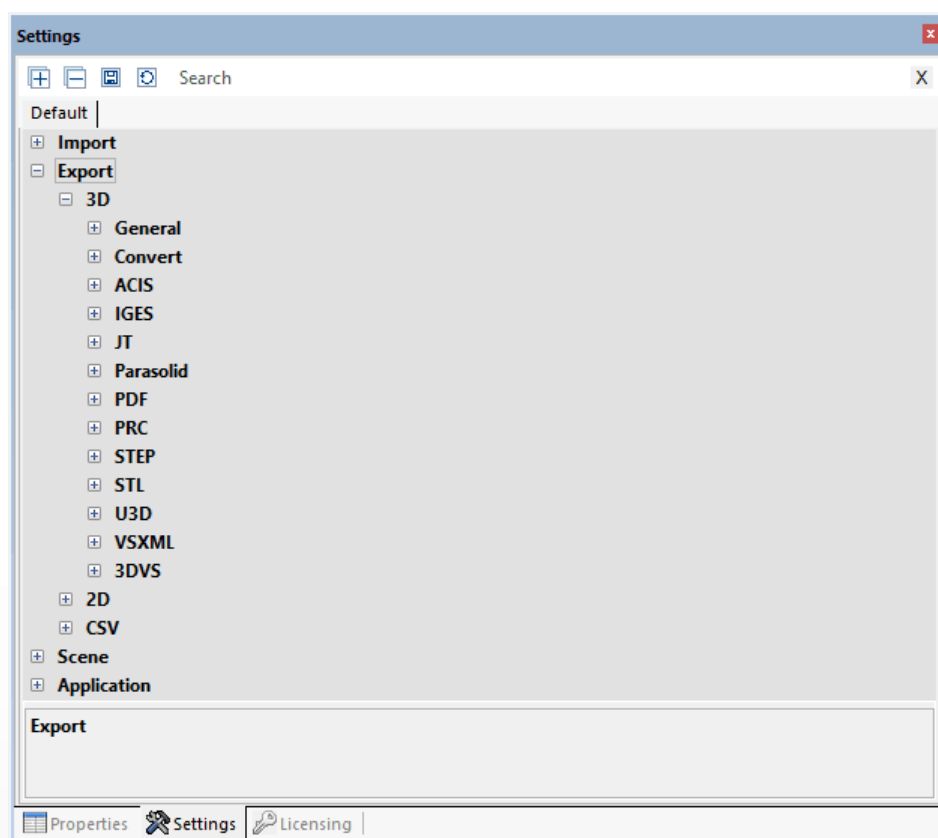 Settings
Search X
Default
Import
Export
3D
General
Convert
ACIS
IGES
JT
Parasolid
PDF
PRC
STEP
STL
U3D
VSXML
3DVS
2D
CSV
Scene
Application
Export
Properties Settings Licensing